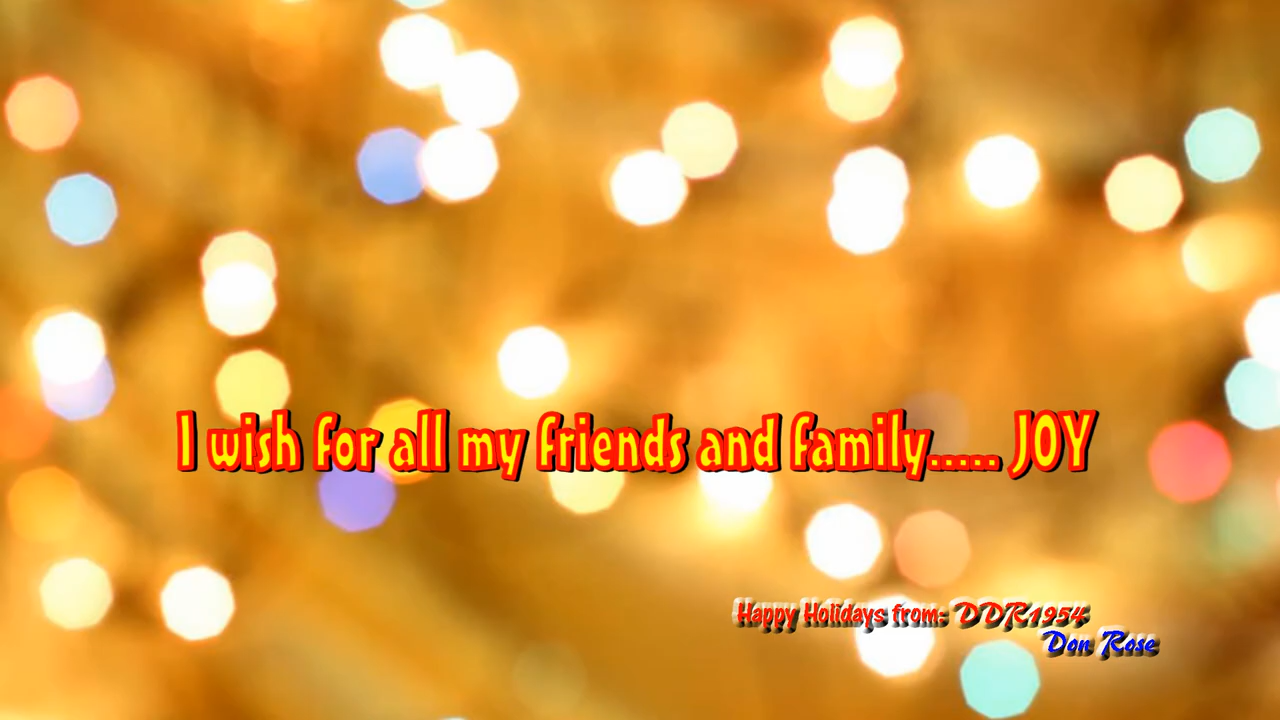 I wish for all my friends and family..... JOY
Happy Holidays from: DDR1954
Don Rose